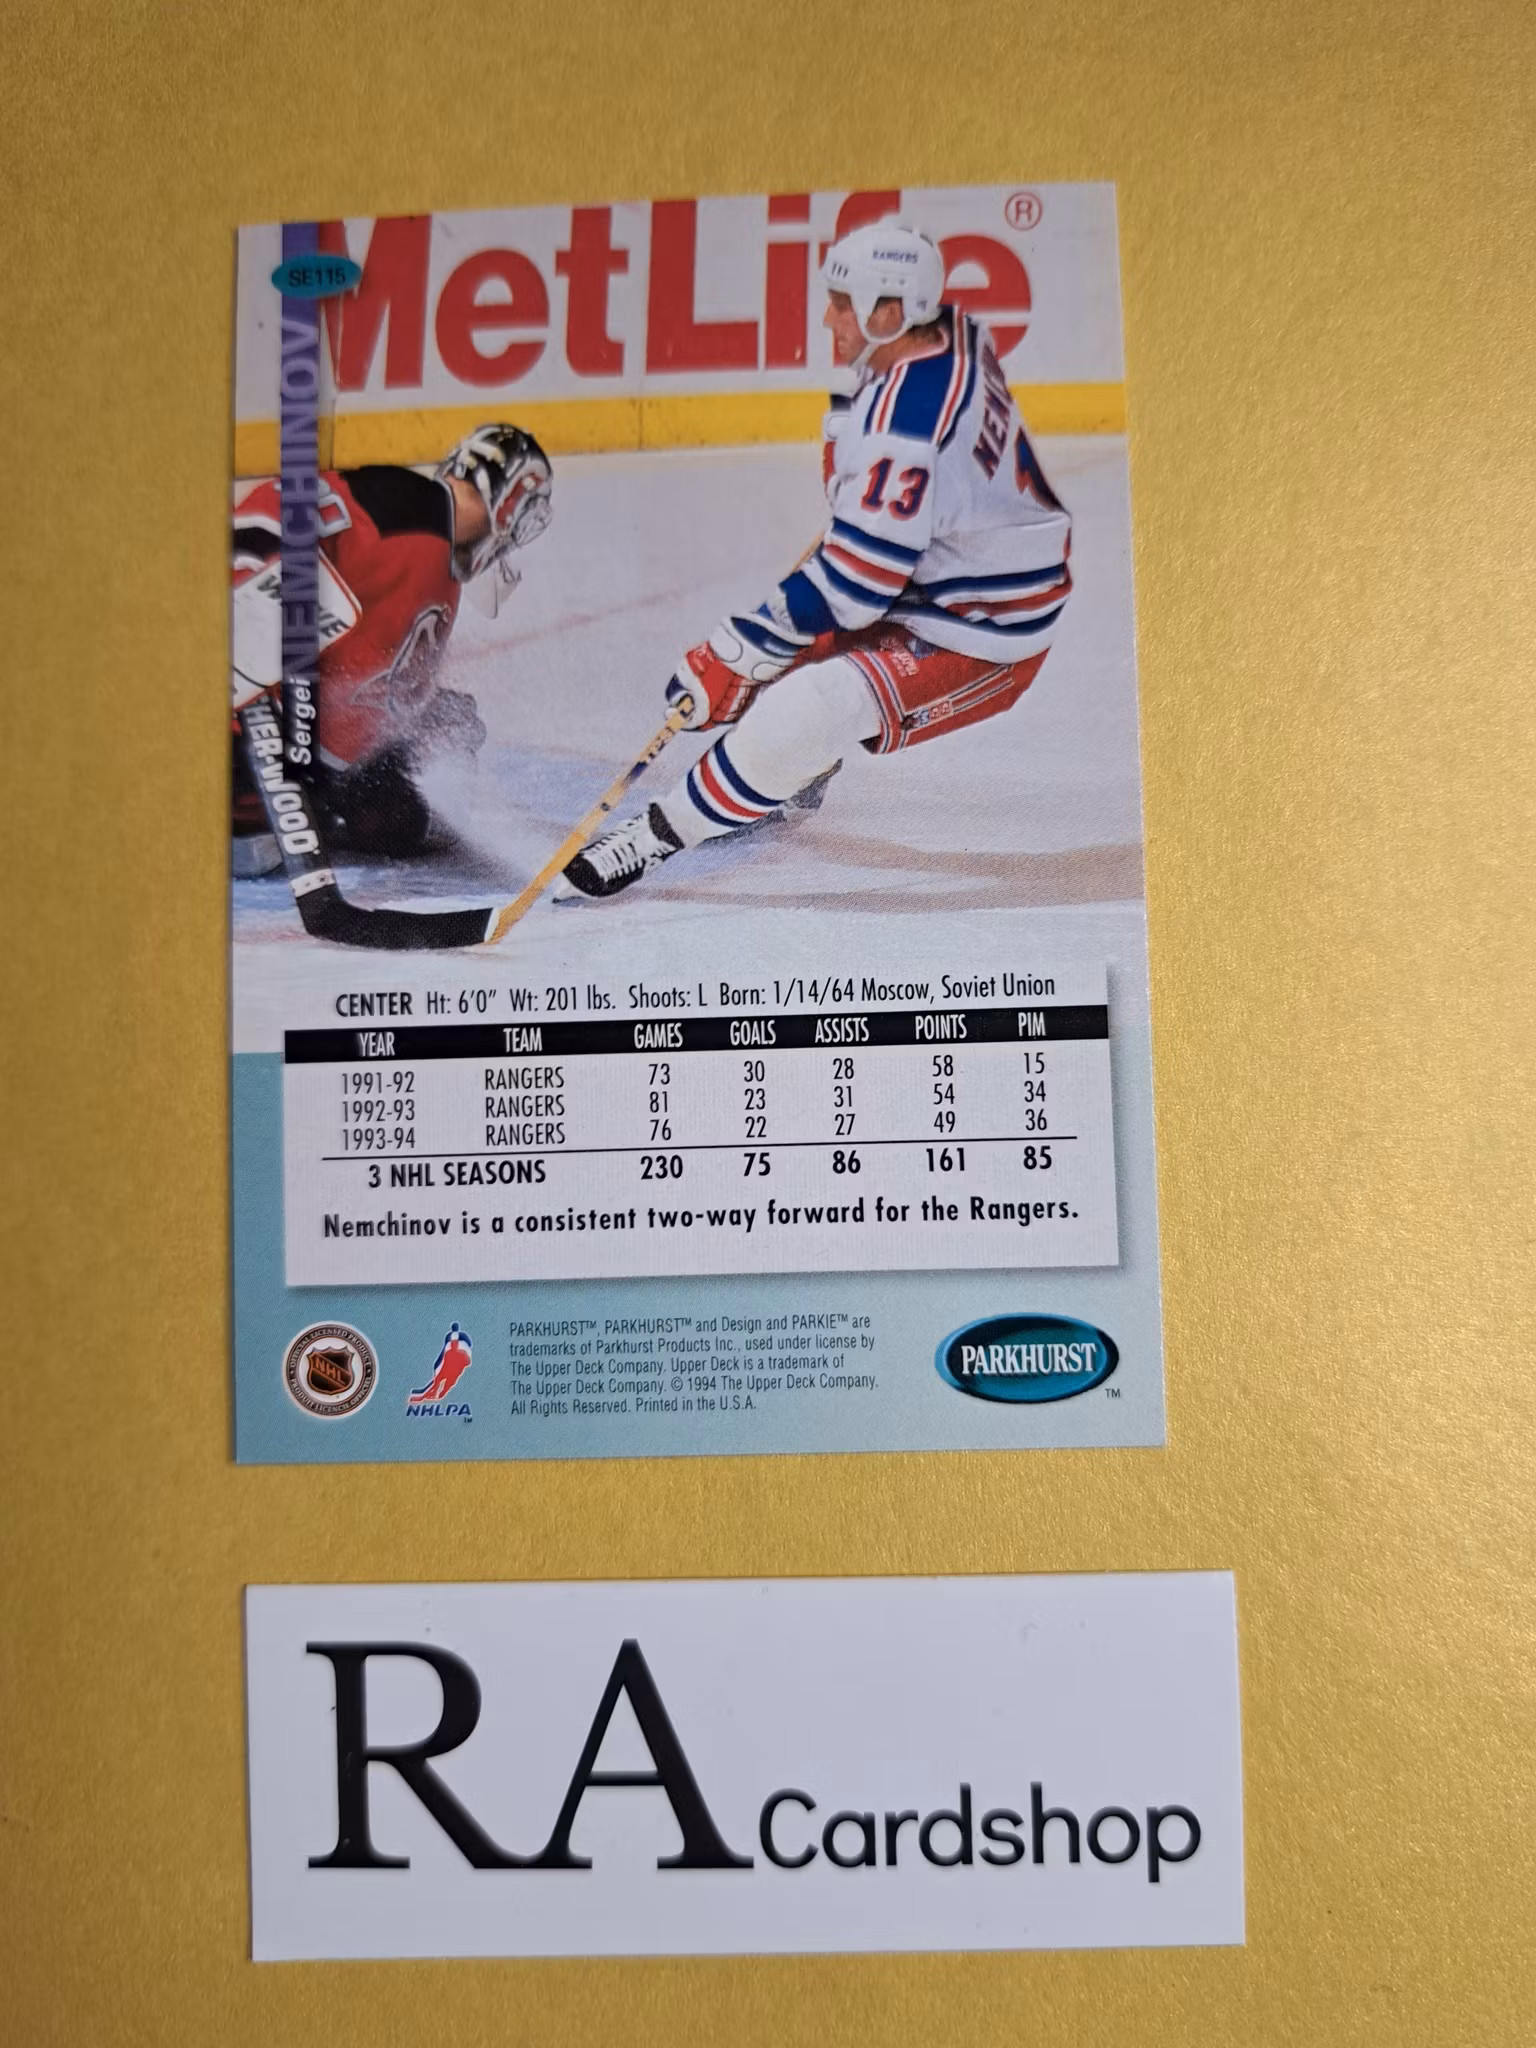 MetLife ®
SE115
RANGERS
Sergei NEMCHINOV
13
HER-WOOD
CENTER Ht: 6'0" Wt: 201 lbs. Shoots: L Born: 1/14/64 Moscow, Soviet Union
YEAR TEAM GAMES GOALS ASSISTS POINTS PIM
1991-92 RANGERS 73 30 28 58 15
1992-93 RANGERS 81 23 31 54 34
1993-94 RANGERS 76 22 27 49 36
3 NHL SEASONS 230 75 86 161 85
Nemchinov is a consistent two-way forward for the Rangers.
NHL
NHLPA
TM
PARKHURST™, PARKHURST™ and Design and PARKIE™ are
trademarks of Parkhurst Products Inc., used under license by
The Upper Deck Company. Upper Deck is a trademark of
The Upper Deck Company. © 1994 The Upper Deck Company.
All Rights Reserved. Printed in the U.S.A.
PARKHURST
TM
RA Cardshop